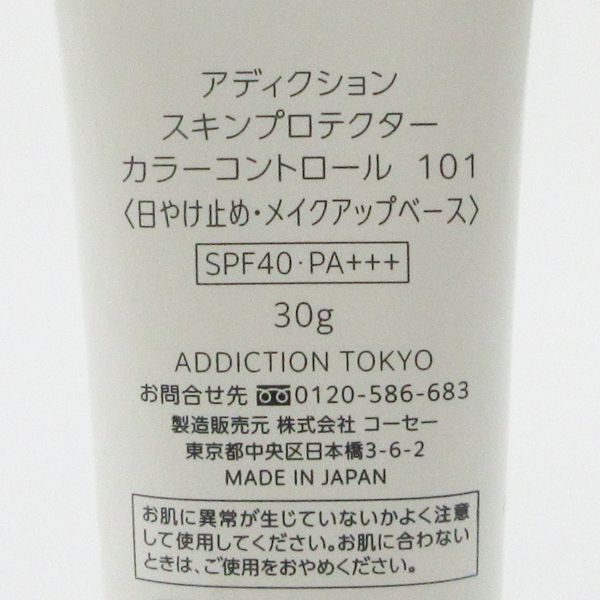 アディクション
スキンプロテクター
カラーコントロール 101
〈日やけ止め・メイクアップベース〉
SPF40・PA+++
30g
ADDICTION TOKYO
お問合せ先 0120-586-683
製造販売元 株式会社 コーセー
東京都中央区日本橋3-6-2
MADE IN JAPAN
お肌に異常が生じていないかよく注意
して使用してください。お肌に合わない
ときは、ご使用をおやめください。